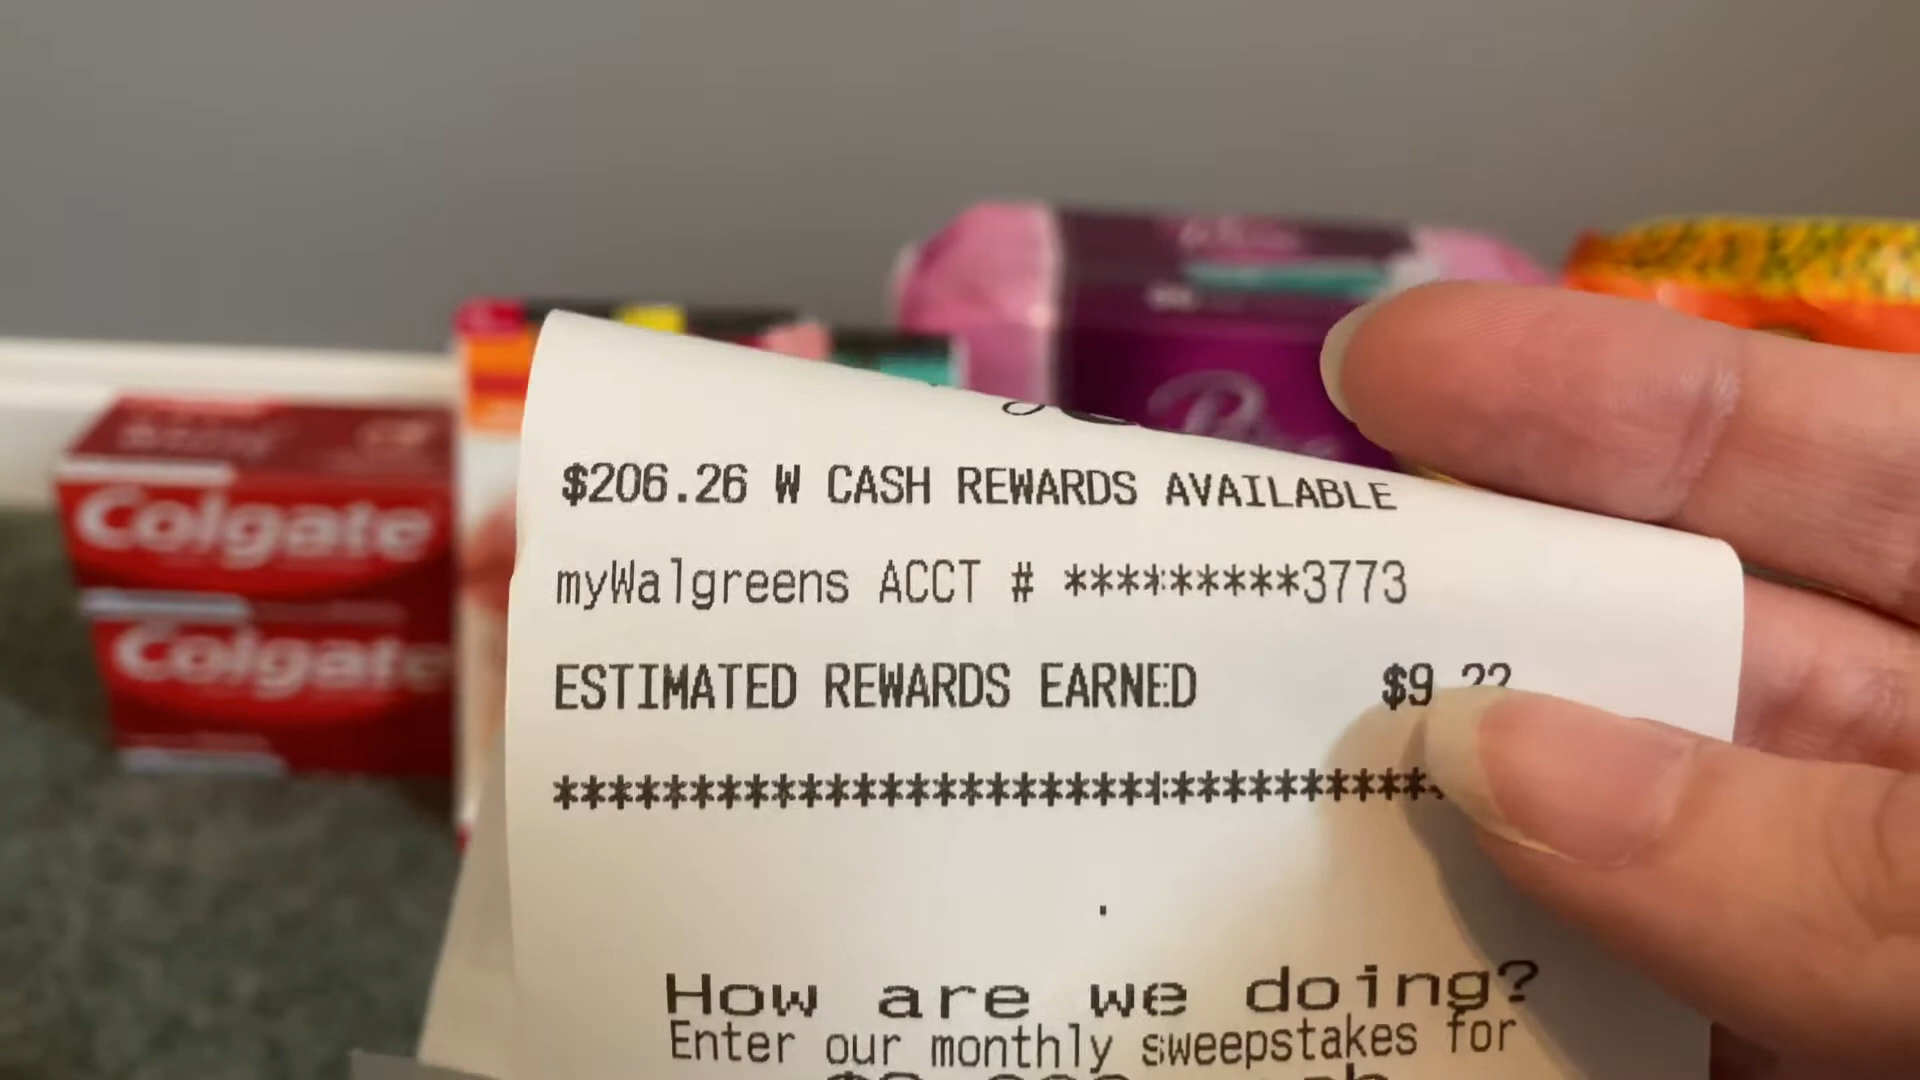 $206.26 W CASH REWARDS AVAILABLE
myWalgreens ACCT # *********3773
ESTIMATED REWARDS EARNED $9
****************************************
.
How are we doing?
Enter our monthly sweepstakes for
Colgate
Colgate